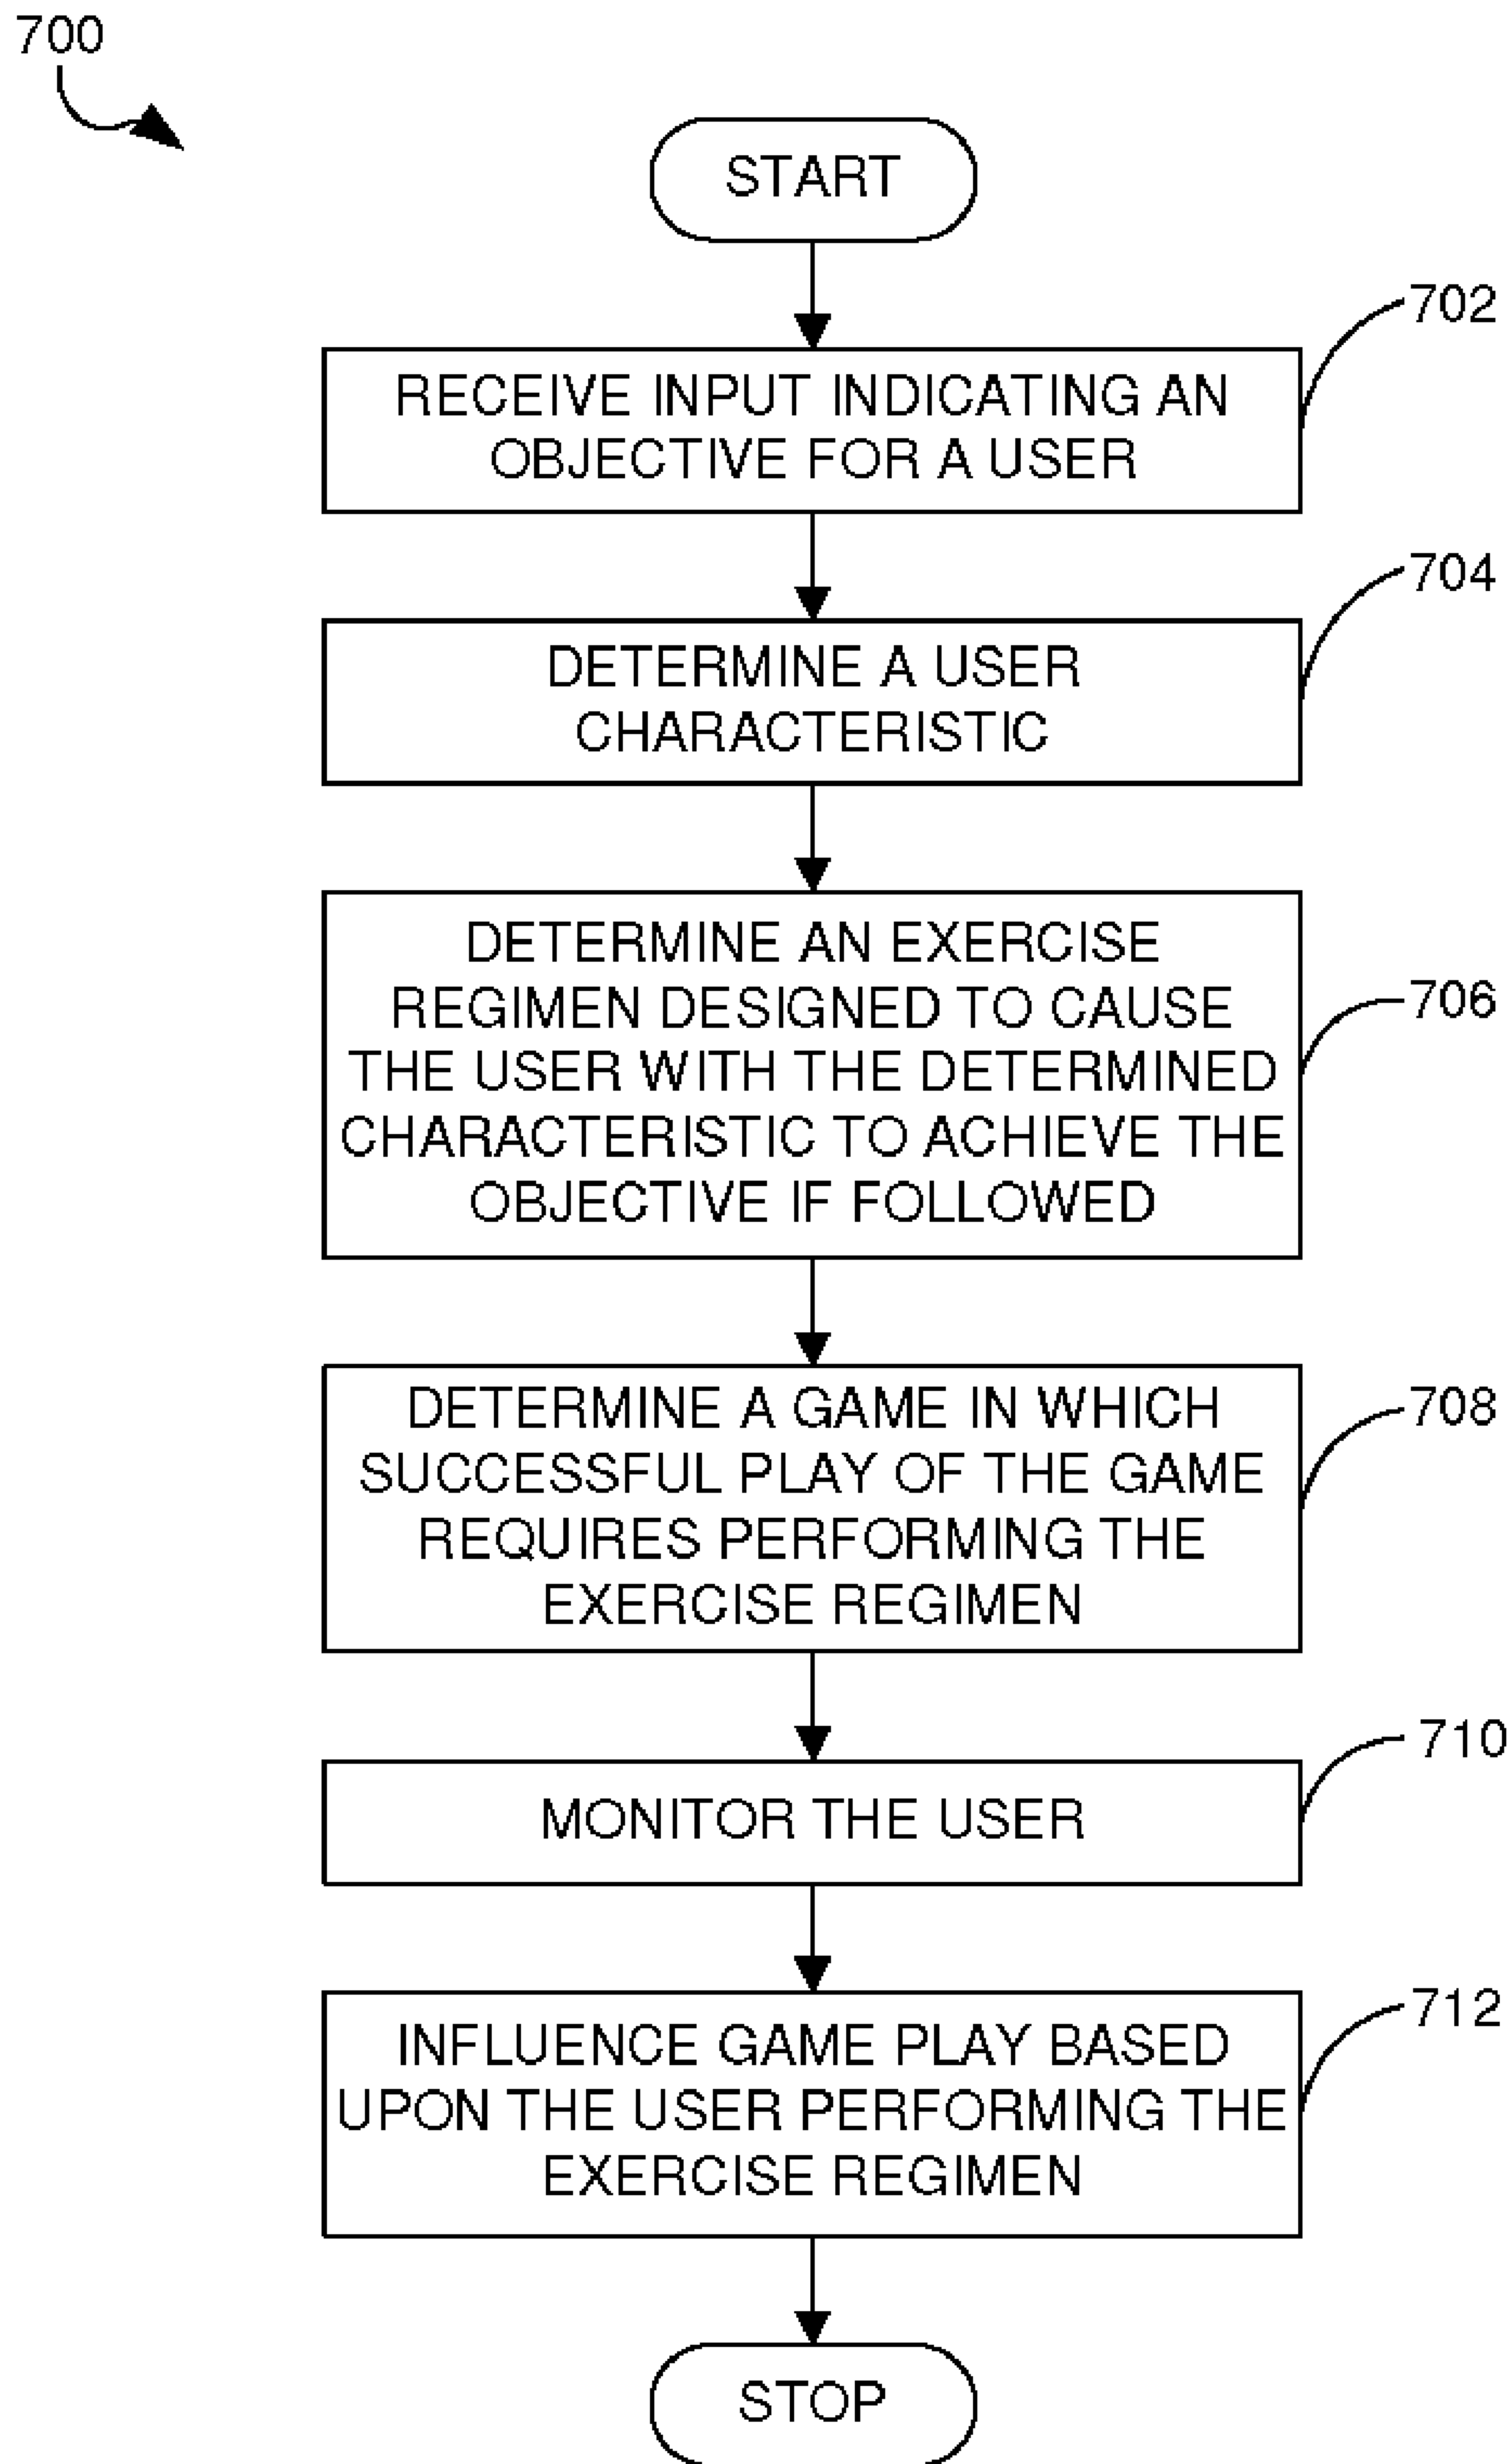 700
START
702
RECEIVE INPUT INDICATING AN
OBJECTIVE FOR A USER
704
DETERMINE A USER
CHARACTERISTIC
DETERMINE AN EXERCISE
REGIMEN DESIGNED TO CAUSE
706
THE USER WITH THE DETERMINED
CHARACTERISTIC TO ACHIEVE THE
OBJECTIVE IF FOLLOWED
DETERMINE A GAME IN WHICH
708
SUCCESSFUL PLAY OF THE GAME
REQUIRES PERFORMING THE
EXERCISE REGIMEN
710
MONITOR THE USER
712
INFLUENCE GAME PLAY BASED
UPON THE USER PERFORMING THE
EXERCISE REGIMEN
STOP